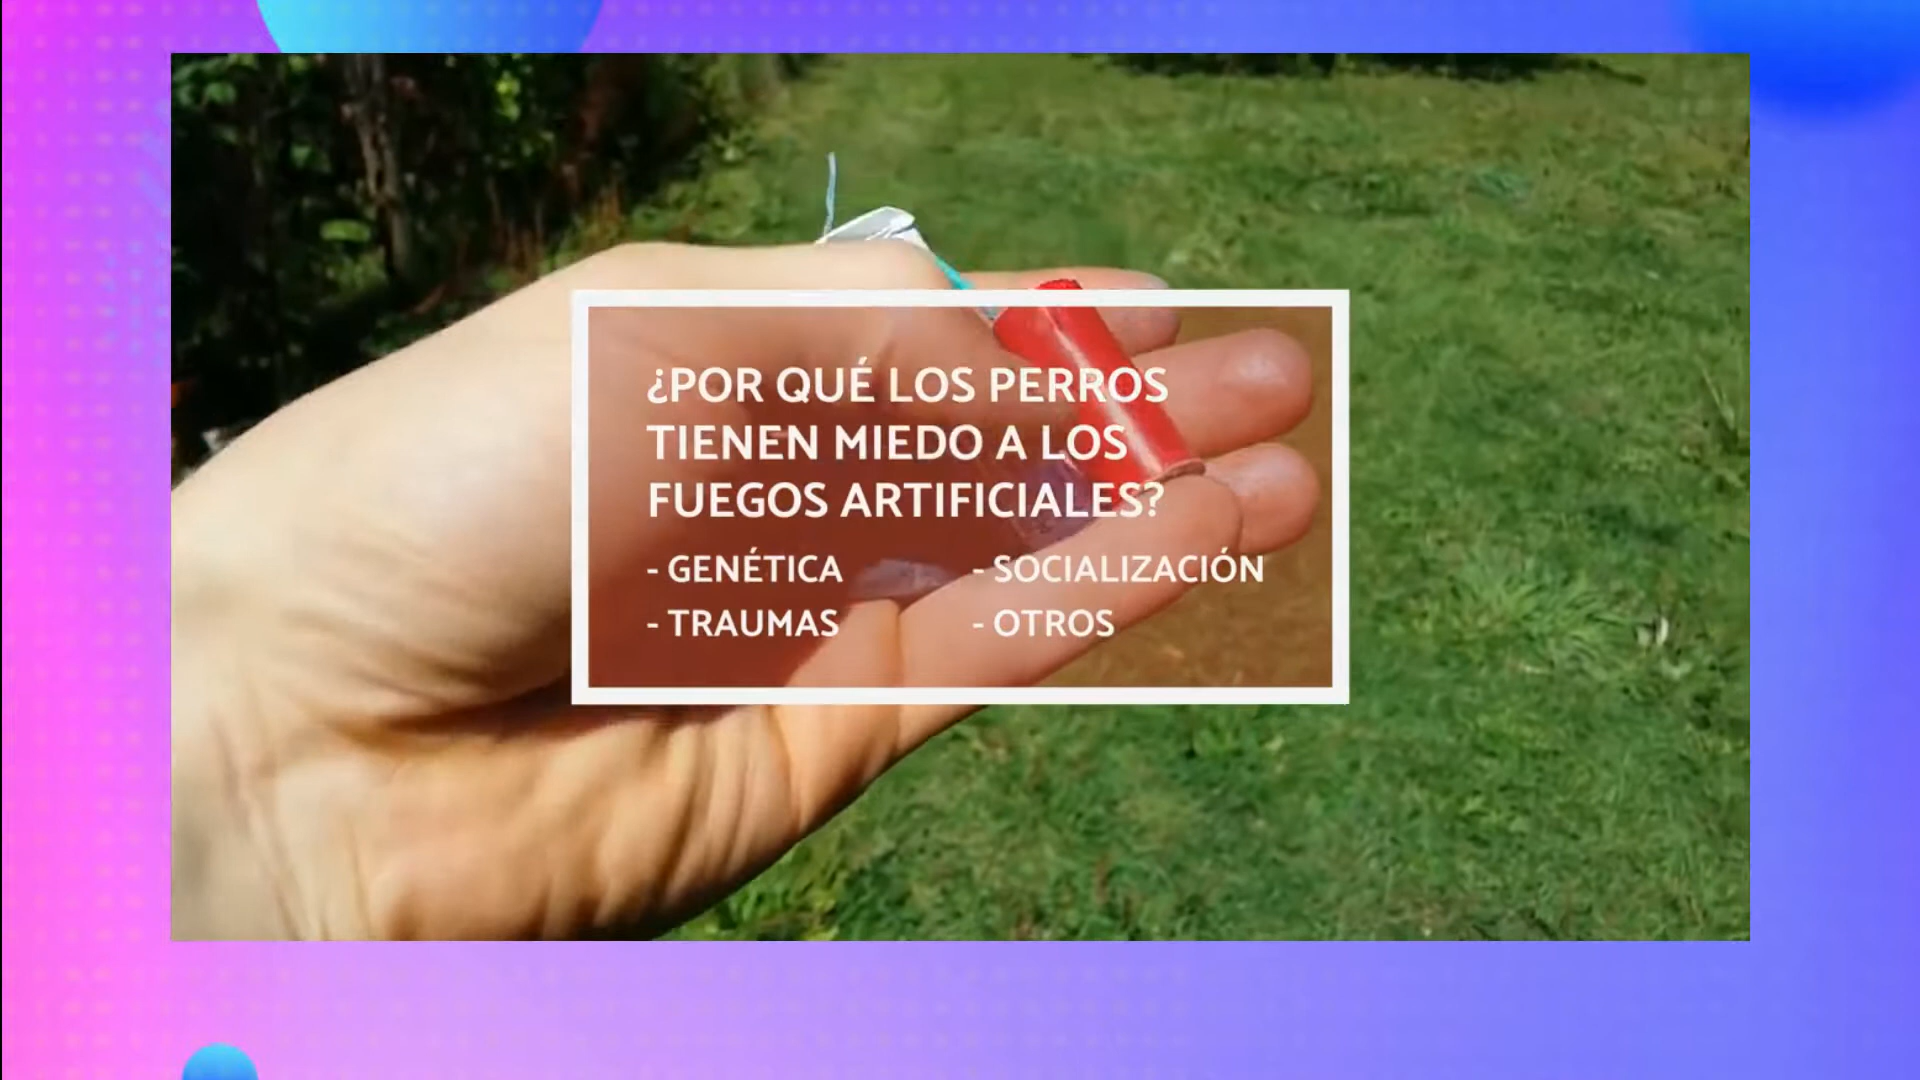 ¿POR QUÉ LOS PERROS
TIENEN MIEDO A LOS
FUEGOS ARTIFICIALES?
- GENÉTICA
- TRAUMAS
- SOCIALIZACIÓN
- OTROS